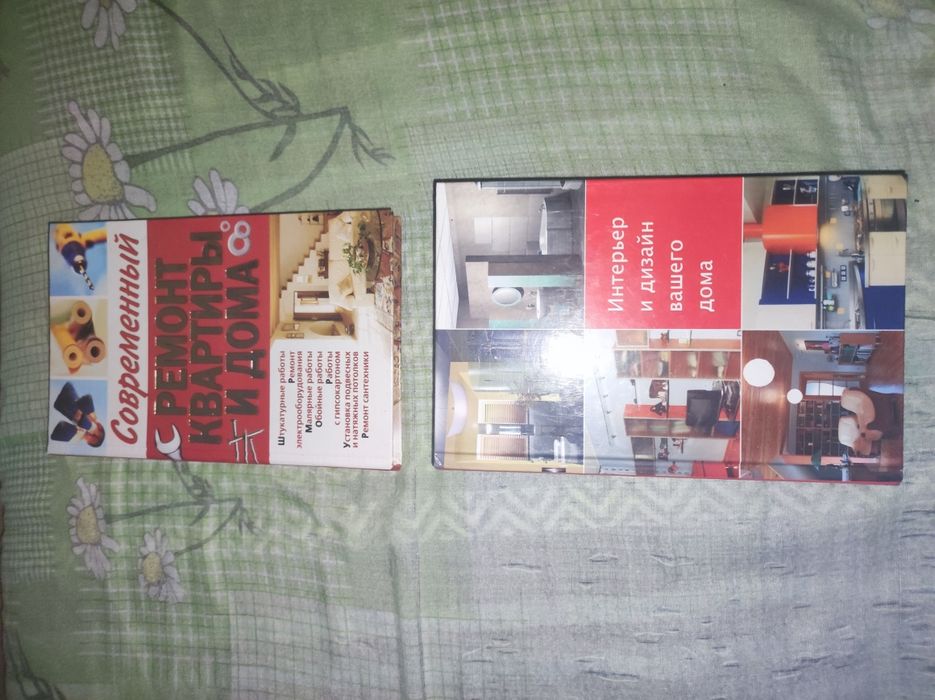 Современный
РЕМОНТ
КВАРТИРЫ
И ДОМА
Штукатурные работы
Ремонт
электрооборудования
Малярные работы
Обойные работы
Работы
с гипсокартоном
Установка подвесных
и натяжных потолков
Ремонт сантехники
Интерьер
и дизайн
вашего
дома